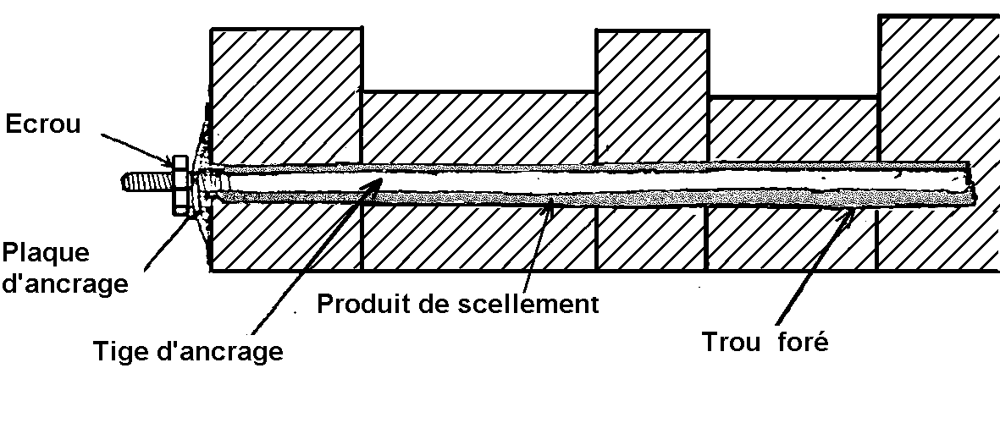 Ecrou
Plaque
d'ancrage
Produit de scellement
Tige d'ancrage
Trou foré